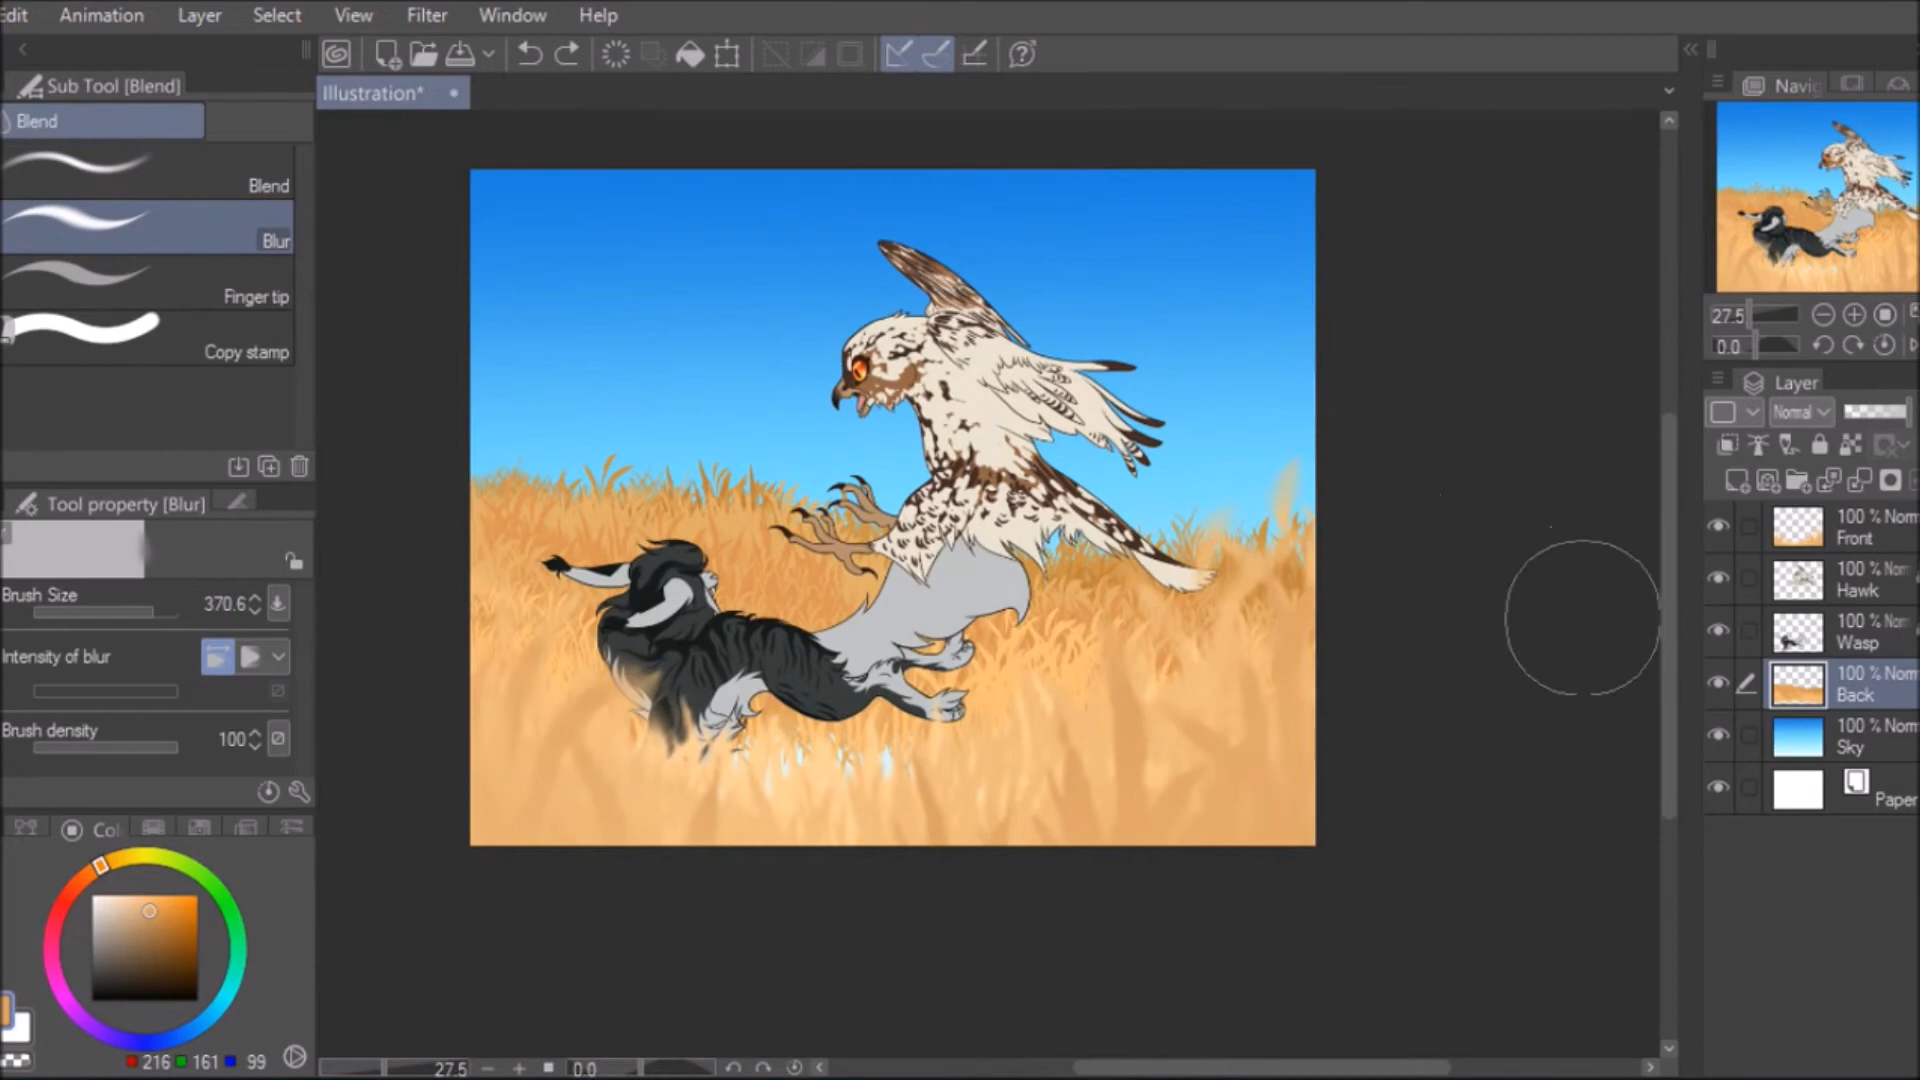 Edit Animation Layer Select View Filter Window Help
Sub Tool [Blend]
Illustration*
Navig
Blend
Blend
Blur
Finger tip
Copy stamp
27.5
0.0
Layer
Normal
Tool property [Blur]
Brush Size 370.6
Intensity of blur
Brush density 100
100 % Norm
Front
100 % Norm
Hawk
100 % Norm
Wasp
100 % Norm
Back
100 % Norm
Sky
Paper
Col
216 161 99
27.5 0.0